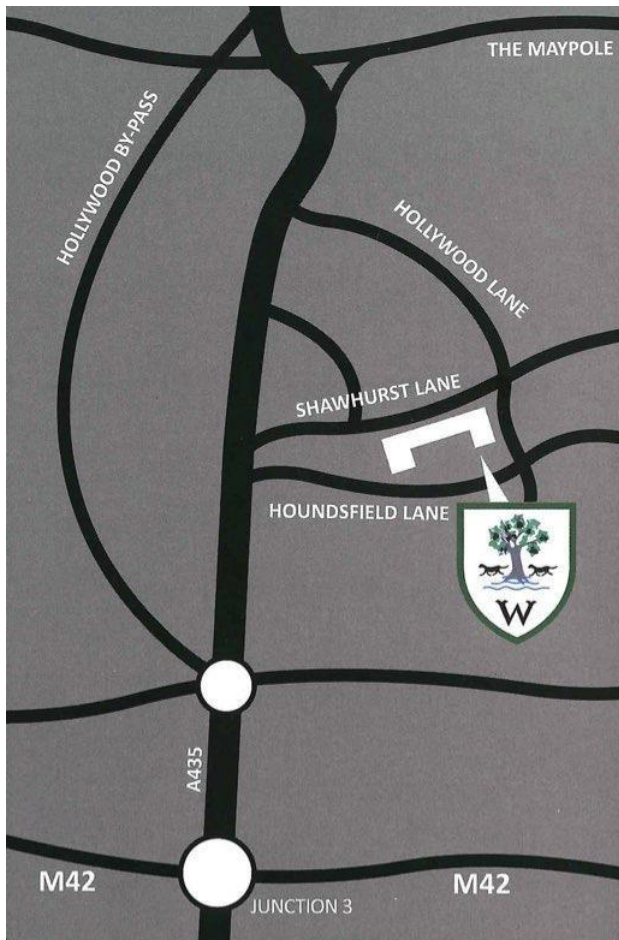 THE MAYPOLE
HOLLYWOOD BY-PASS
HOLLYWOOD LANE
SHAWHURST LANE
HOUNDSFIELD LANE
W
A435
M42
M42
JUNCTION 3